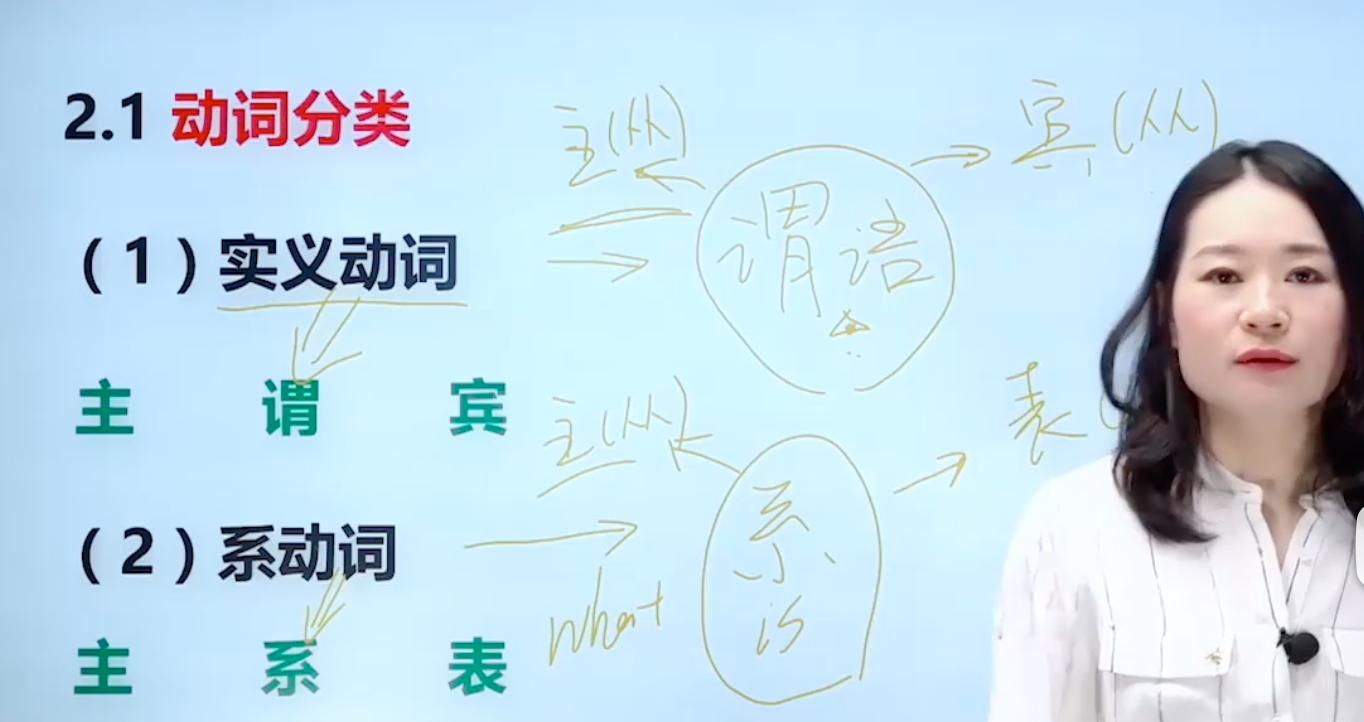 2.1 动词分类
主(从)
宾(从)
(1)实义动词
谓语
主 谓 宾
主(从)
表(
(2)系动词
系
is
what
主 系 表